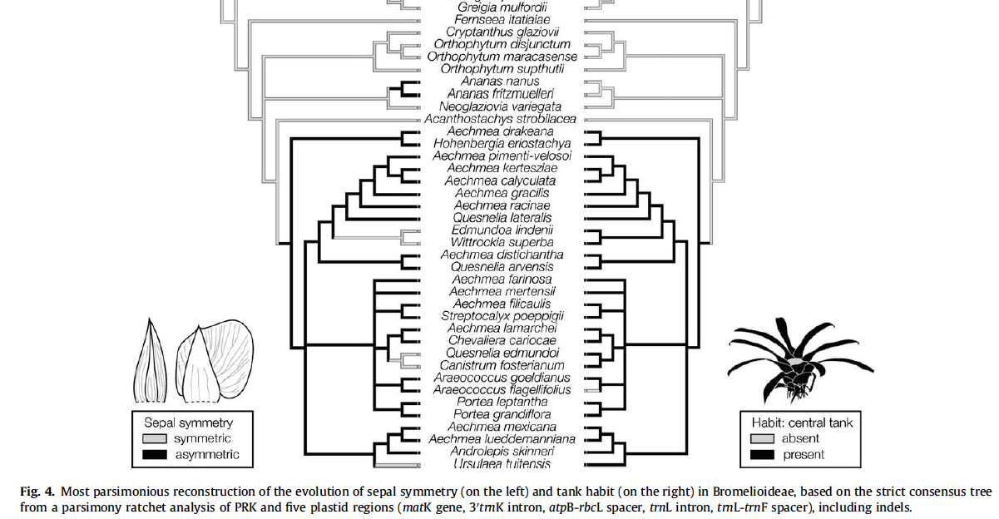 Greigia mulfordii
Fernseea itatiaiae
Cryptanthus glaziovii
Orthophytum disjunctum
Orthophytum maracasense
Orthophytum supthutii
Ananas nanus
Ananas fritzmuelleri
Neoglaziovia variegata
Acanthostachys strobilacea
Aechmea drakeana
Hohenbergia eriostachya
Aechmea pimenti-velosoi
Aechmea kertesziae
Aechmea calyculata
Aechmea gracilis
Aechmea racinae
Quesnelia lateralis
Edmundoa lindenii
Wittrockia superba
Aechmea distichantha
Quesnelia arvensis
Aechmea farinosa
Aechmea mertensii
Aechmea filicaulis
Streptocalyx poeppigii
Aechmea lamarchei
Chevaliera cariocae
Quesnelia edmundoi
Canistrum fosterianum
Araeococcus goeldianus
Araeococcus flagellifolius
Portea leptantha
Portea grandiflora
Aechmea mexicana
Aechmea lueddemanniana
Androlepis skinneri
Ursulaea tuitensis
Sepal symmetry
symmetric
asymmetric
Habit: central tank
absent
present
Fig. 4. Most parsimonious reconstruction of the evolution of sepal symmetry (on the left) and tank habit (on the right) in Bromelioideae, based on the strict consensus tree
from a parsimony ratchet analysis of PRK and five plastid regions (matK gene, 3′trnK intron, atpB-rbcL spacer, trnL intron, trnL-trnF spacer), including indels.